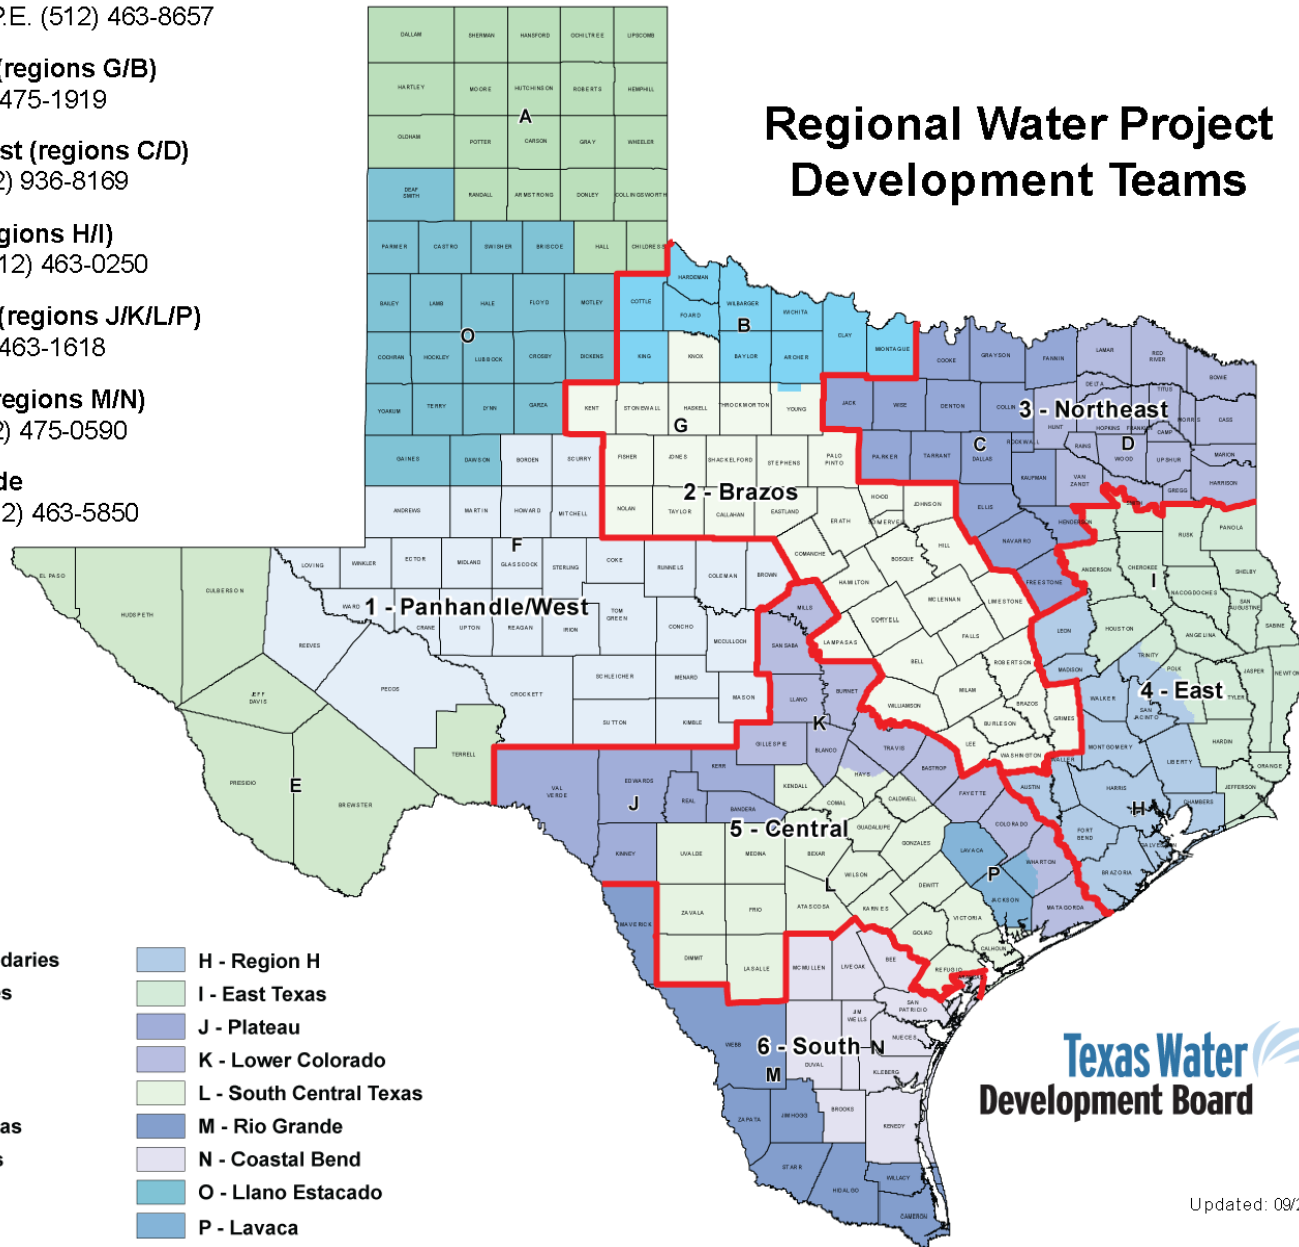 P.E. (512) 463-8657
(regions G/B)
475-1919
st (regions C/D)
2) 936-8169
gions H/I)
12) 463-0250
(regions J/K/L/P)
463-1618
regions M/N)
2) 475-0590
de
2) 463-5850
Regional Water Project
Development Teams
DALLAM SHERMAN HANSFORD OCHILTREE LIPSCOMB
HARTLEY MOORE HUTCHINSON ROBERTS HEMPHILL
A
OLDHAM POTTER CARSON GRAY WHEELER
DEAF SMITH RANDALL ARMSTRONG DONLEY COLLINGSWORTH
PARMER CASTRO SWISHER BRISCOE HALL CHILDRESS
BAILEY LAMB HALE FLOYD MOTLEY COTTLE HARDEMAN
FOARD WILBARGER WICHITA CLAY MONTAGUE
O
B
COCHRAN HOCKLEY LUBBOCK CROSBY DICKENS KING KNOX BAYLOR ARCHER
COOKE GRAYSON FANNIN LAMAR RED RIVER BOWIE
YOAKUM TERRY LYNN GARZA KENT STONEWALL HASKELL THROCKMORTON YOUNG
JACK WISE DENTON COLLIN HUNT DELTA HOPKINS FRANKLIN TITUS CAMP MORRIS CASS
3 - Northeast
G
C
D
GAINES DAWSON BORDEN SCURRY FISHER JONES SHACKELFORD STEPHENS PALO PINTO
PARKER TARRANT DALLAS ROCKWALL KAUFMAN RAINS WOOD UPSHUR MARION
VAN ZANDT GREGG HARRISON SMITH
2 - Brazos
ANDREWS MARTIN HOWARD MITCHELL NOLAN TAYLOR CALLAHAN EASTLAND ERATH HOOD SOMERVELL JOHNSON ELLIS
HENDERSON NAVARRO RUSK PANOLA
F
EL PASO HUDSPETH CULBERSON LOVING WINKLER ECTOR MIDLAND GLASSCOCK STERLING COKE RUNNELS COLEMAN BROWN COMANCHE
BOSQUE HILL FREESTONE ANDERSON CHEROKEE SHELBY
I
1 - Panhandle/West
WARD CRANE UPTON REAGAN IRION TOM GREEN CONCHO MCCULLOCH
MILLS HAMILTON MCLENNAN LIMESTONE LEON HOUSTON NACOGDOCHES SAN AUGUSTINE SABINE ANGELINA
REEVES PECOS CROCKETT SCHLEICHER MENARD MASON
SAN SABA LAMPASAS CORYELL FALLS BELL ROBERTSON MADISON TRINITY POLK JASPER NEWTON
4 - East
JEFF DAVIS SUTTON KIMBLE LLANO BURNET WILLIAMSON MILAM BRAZOS GRIMES WALKER SAN JACINTO TYLER
K
BURLESON MONTGOMERY LIBERTY HARDIN
PRESIDIO BREWSTER TERRELL
E
GILLESPIE BLANCO TRAVIS LEE WASHINGTON WALLER ORANGE
VAL VERDE EDWARDS KERR REAL BANDERA KENDALL HAYS BASTROP FAYETTE AUSTIN HARRIS CHAMBERS JEFFERSON
J
H
KINNEY UVALDE MEDINA BEXAR COMAL CALDWELL GUADALUPE GONZALES COLORADO FORT BEND GALVESTON
5 - Central
L
P
LAVACA WHARTON BRAZORIA
MAVERICK ZAVALA FRIO ATASCOSA WILSON KARNES DEWITT JACKSON MATAGORDA
VICTORIA GOLIAD CALHOUN
DIMMIT LASALLE MCMULLEN LIVE OAK BEE REFUGIO
WEBB DUVAL JIM WELLS SAN PATRICIO NUECES
6 - South
N
M
KLEBERG
ZAPATA JIM HOGG BROOKS KENEDY
STARR HIDALGO WILLACY
CAMERON
daries
es
as
s
H - Region H
I - East Texas
J - Plateau
K - Lower Colorado
L - South Central Texas
M - Rio Grande
N - Coastal Bend
O - Llano Estacado
P - Lavaca
Texas Water
Development Board
Updated: 09/2